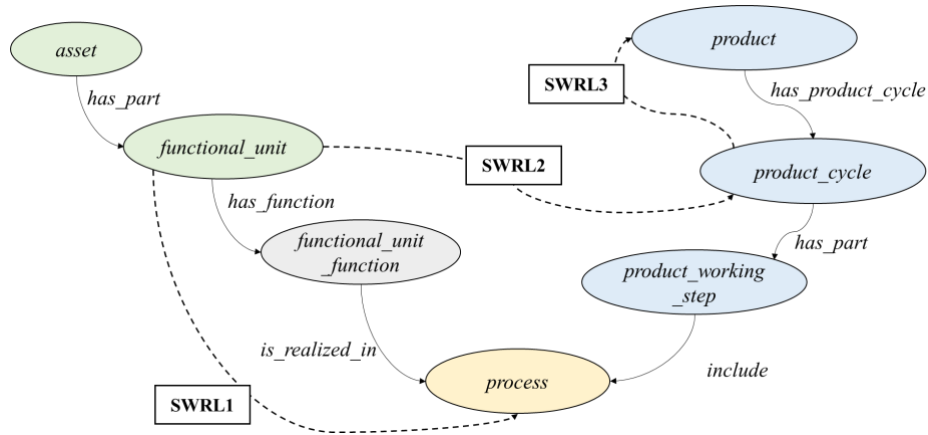 asset
product
SWRL3
has_part
has_product_cycle
functional_unit
SWRL2
product_cycle
has_function
functional_unit
_function
has_part
product_working
_step
is_realized_in
include
process
SWRL1